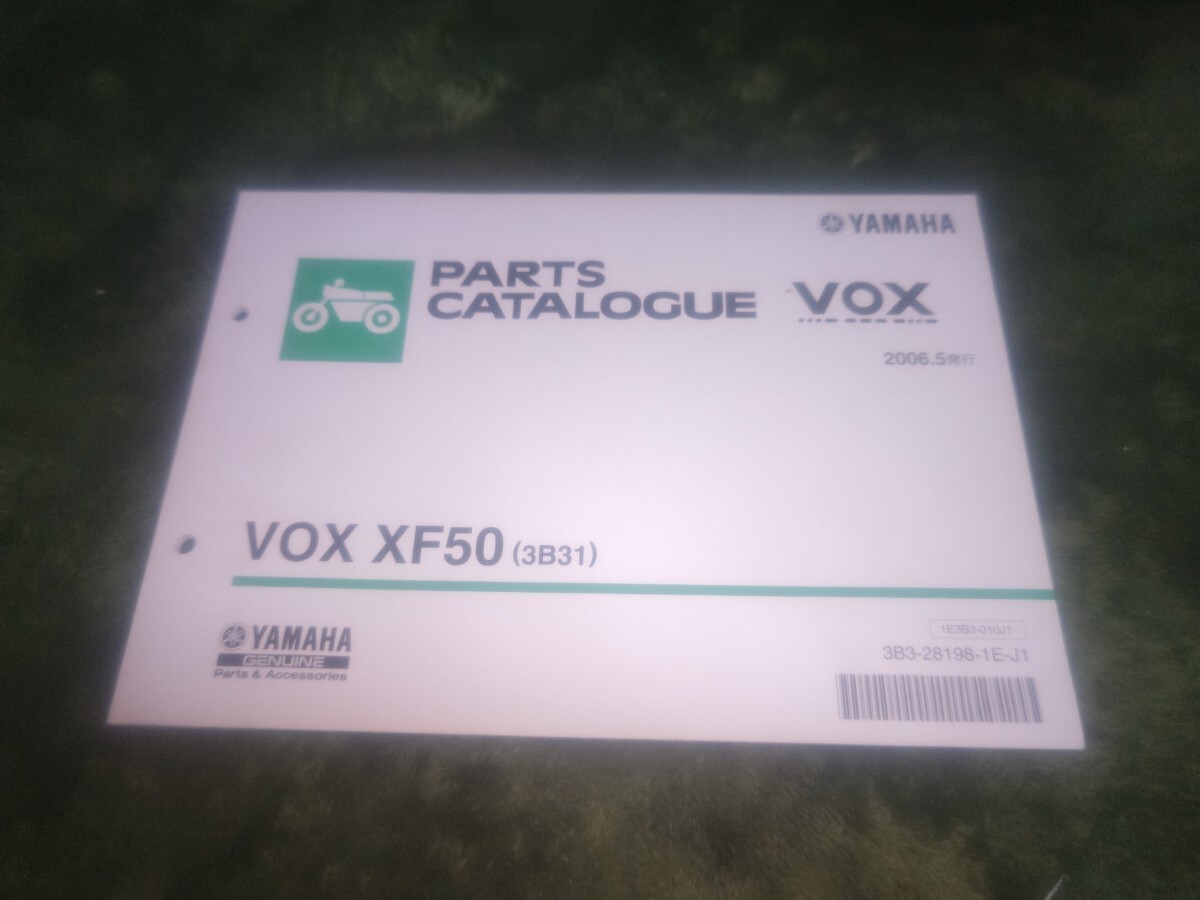 YAMAHA
PARTS
CATALOGUE
VOX
2006.5発行
VOX XF50 (3B31)
YAMAHA
GENUINE
Parts & Accessories
1E3B3-010J1
3B3-28198-1E-J1